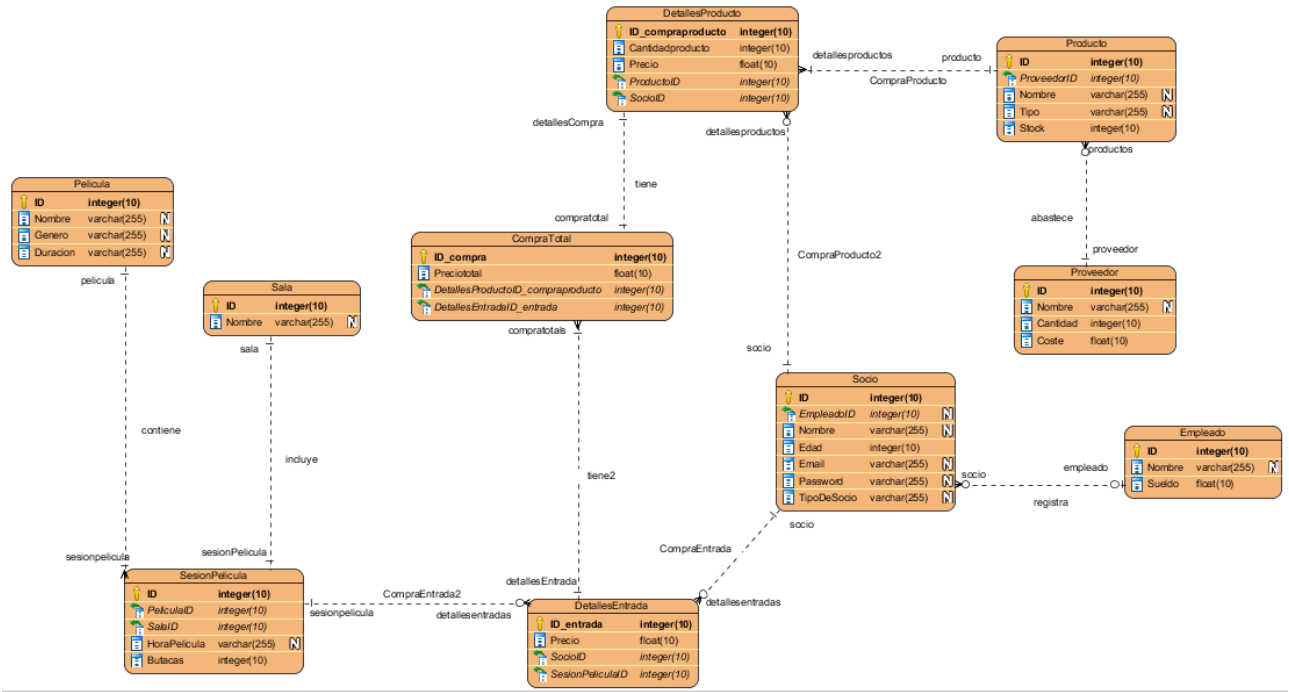 DetallesProducto
ID_compraproducto integer(10)
Cantidadproducto integer(10)
Precio float(10)
ProductoID integer(10)
SocioID integer(10)
detallesproductos
producto
CompraProducto
Producto
ID integer(10)
ProveedorID integer(10)
Nombre varchar(255) N
Tipo varchar(255) N
Stock integer(10)
detallesCompra
detallesproductos
productos
tiene
abastece
compratotal
proveedor
Pelicula
ID integer(10)
Nombre varchar(255) N
Genero varchar(255) N
Duracion varchar(255) N
pelicula
CompraTotal
ID_compra integer(10)
Preciototal float(10)
DetallesProductoID_compraproducto integer(10)
DetallesEntradaID_entrada integer(10)
compratotals
CompraProducto2
Proveedor
ID integer(10)
Nombre varchar(255) N
Cantidad integer(10)
Coste float(10)
Sala
ID integer(10)
Nombre varchar(255) N
sala
socio
Socio
ID integer(10)
EmpleadoID integer(10) N
Nombre varchar(255) N
Edad integer(10)
Email varchar(255) N
Password varchar(255) N
TipoDeSocio varchar(255) N
contiene
incluye
tiene2
socio
empleado
registra
Empleado
ID integer(10)
Nombre varchar(255) N
Sueldo float(10)
socio
CompraEntrada
sesionpelicula
sesionPelicula
SesionPelicula
ID integer(10)
PeliculaID integer(10)
SalaID integer(10)
HoraPelicula varchar(255) N
Butacas integer(10)
CompraEntrada2
sesionpelicula
detallesentradas
detallesEntrada
detallesentradas
DetallesEntrada
ID_entrada integer(10)
Precio float(10)
SocioID integer(10)
SesionPeliculaID integer(10)